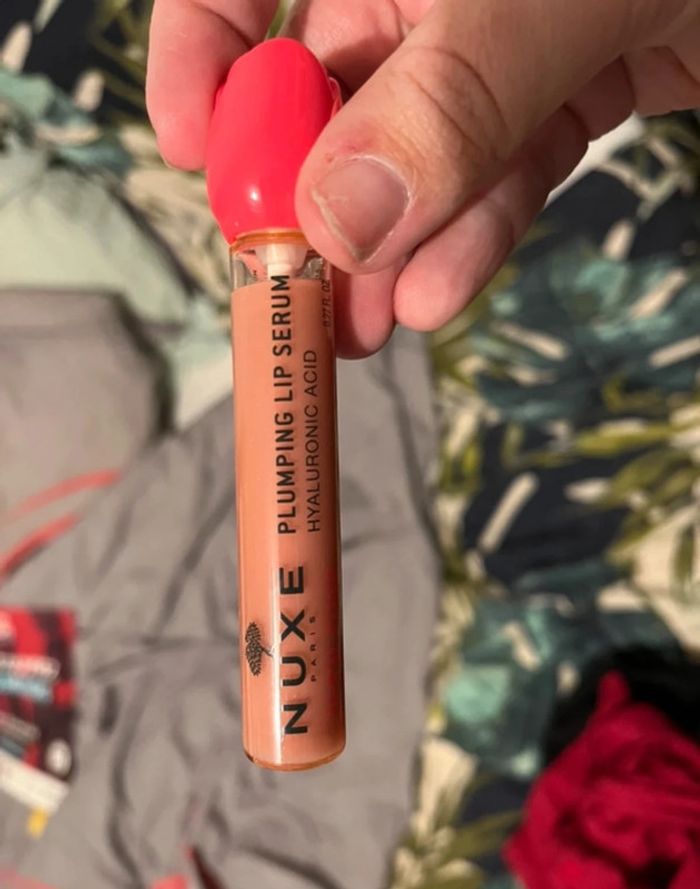 PLUMPING LIP SERUM
HYALURONIC ACID
NUXE
PARIS